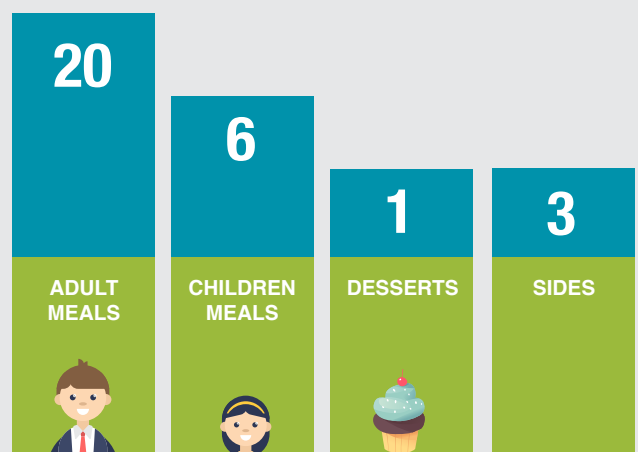 20
6
1
3
ADULT
MEALS
CHILDREN
MEALS
DESSERTS
SIDES